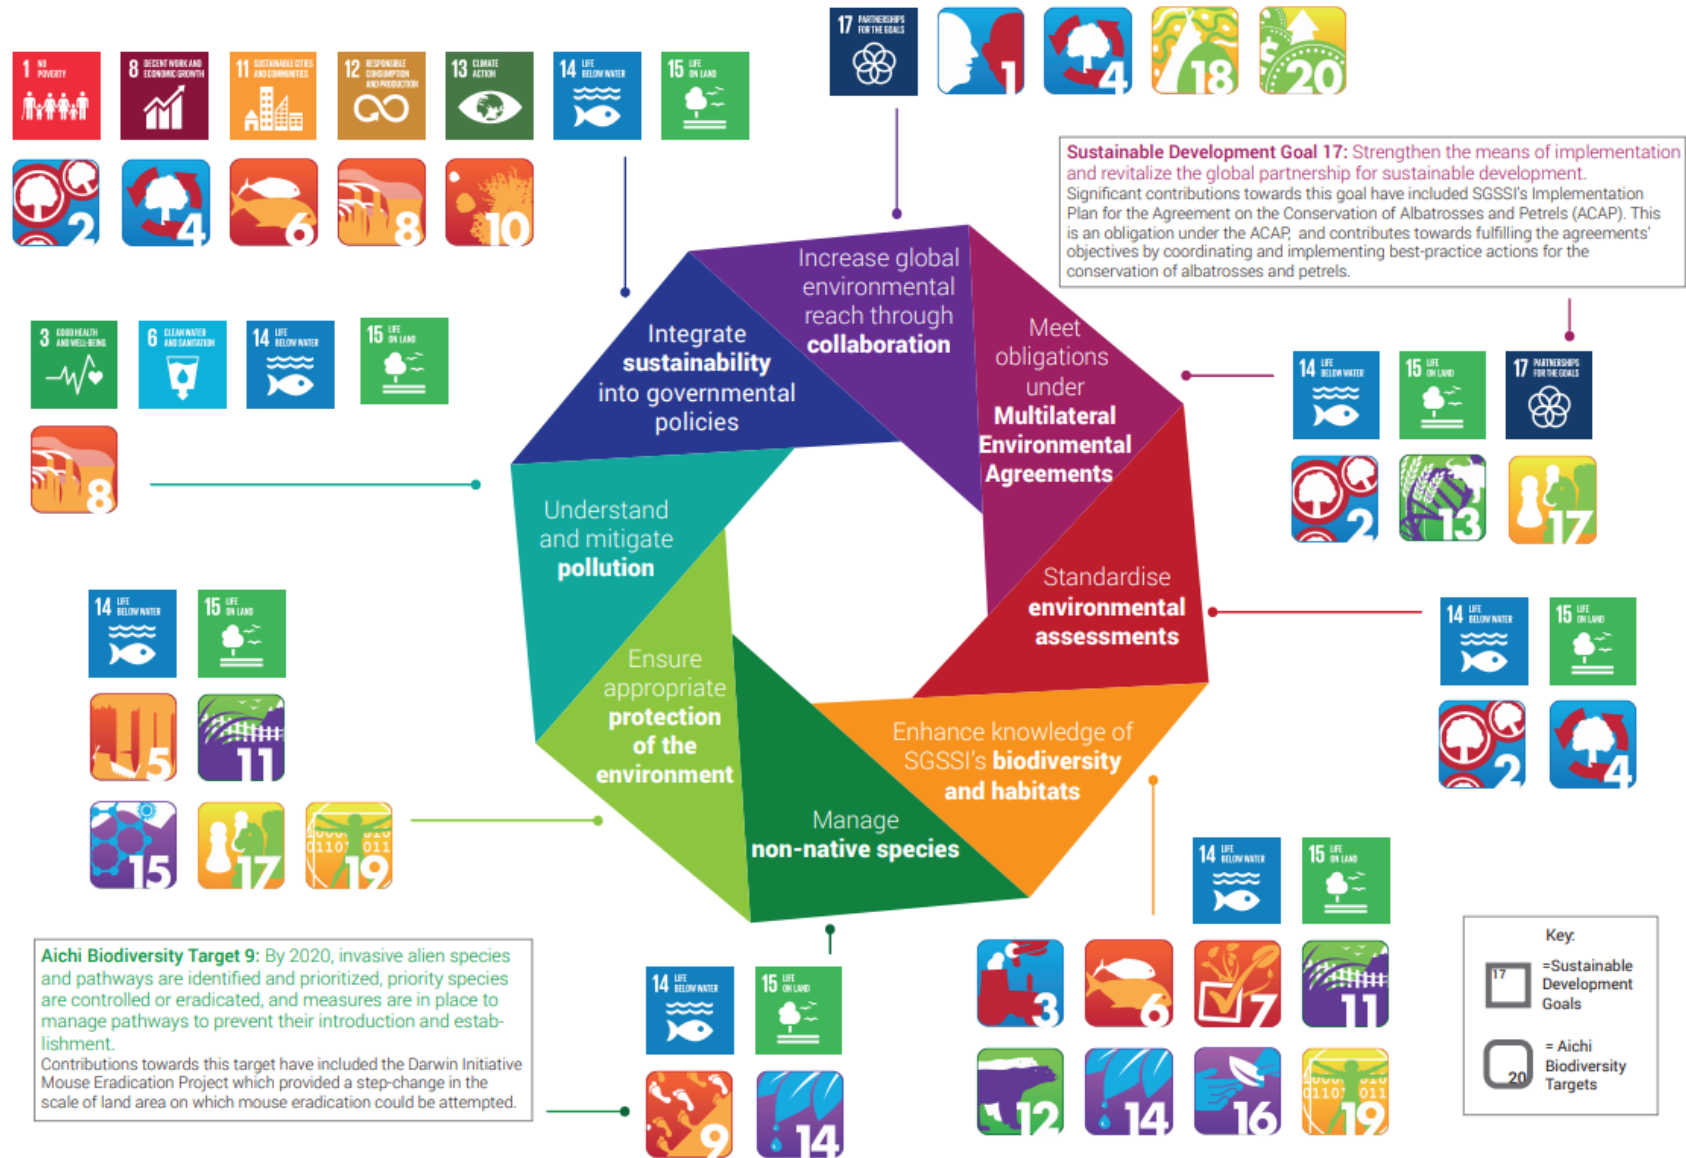 17 PARTNERSHIPS
FOR THE GOALS
1
4
18
20
1 NO
POVERTY
8 DECENT WORK AND
ECONOMIC GROWTH
11 SUSTAINABLE CITIES
AND COMMUNITIES
12 RESPONSIBLE
CONSUMPTION
AND PRODUCTION
13 CLIMATE
ACTION
14 LIFE
BELOW WATER
15 LIFE
ON LAND
2
4
6
8
10
Sustainable Development Goal 17: Strengthen the means of implementation
and revitalize the global partnership for sustainable development.
Significant contributions towards this goal have included SGSSI's Implementation
Plan for the Agreement on the Conservation of Albatrosses and Petrels (ACAP). This
is an obligation under the ACAP, and contributes towards fulfilling the agreements'
objectives by coordinating and implementing best-practice actions for the
conservation of albatrosses and petrels.
Increase global
environmental
reach through
collaboration
Integrate
sustainability
into governmental
policies
Meet
obligations
under
Multilateral
Environmental
Agreements
3 GOOD HEALTH
AND WELL-BEING
6 CLEAN WATER
AND SANITATION
14 LIFE
BELOW WATER
15 LIFE
ON LAND
8
14 LIFE
BELOW WATER
15 LIFE
ON LAND
17 PARTNERSHIPS
FOR THE GOALS
2
13
17
Understand
and mitigate
pollution
Standardise
environmental
assessments
14 LIFE
BELOW WATER
15 LIFE
ON LAND
2
4
14 LIFE
BELOW WATER
15 LIFE
ON LAND
5
11
15
17
19
Ensure
appropriate
protection
of the
environment
Enhance knowledge of
SGSSI's biodiversity
and habitats
Manage
non-native species
14 LIFE
BELOW WATER
15 LIFE
ON LAND
3
6
7
11
12
14
16
19
Aichi Biodiversity Target 9: By 2020, invasive alien species
and pathways are identified and prioritized, priority species
are controlled or eradicated, and measures are in place to
manage pathways to prevent their introduction and estab-
lishment.
Contributions towards this target have included the Darwin Initiative
Mouse Eradication Project which provided a step-change in the
scale of land area on which mouse eradication could be attempted.
14 LIFE
BELOW WATER
15 LIFE
ON LAND
9
14
Key:
17
=Sustainable
Development
Goals
20
= Aichi
Biodiversity
Targets